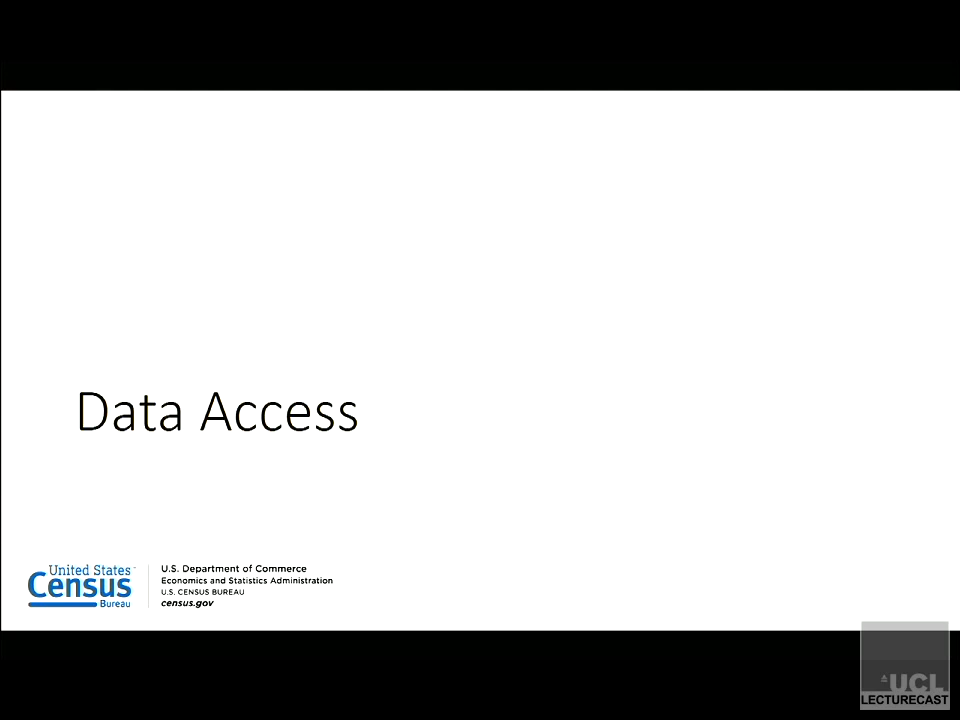 Data Access
United States
Census
Bureau
U.S. Department of Commerce
Economics and Statistics Administration
U.S. CENSUS BUREAU
census.gov
UCL
LECTURECAST